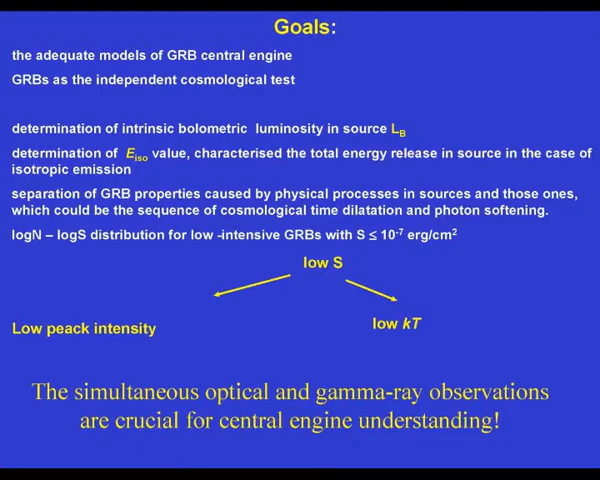 Goals:
the adequate models of GRB central engine
GRBs as the independent cosmological test
determination of intrinsic bolometric luminosity in source L_B
determination of E_iso value, characterised the total energy release in source in the case of
isotropic emission
separation of GRB properties caused by physical processes in sources and those ones,
which could be the sequence of cosmological time dilatation and photon softening.
logN – logS distribution for low -intensive GRBs with S ≤ 10⁻⁷ erg/cm²
low S
Low peack intensity
low kT
The simultaneous optical and gamma-ray observations
are crucial for central engine understanding!